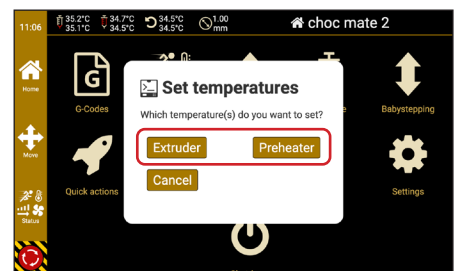 11:06
35.2°C
35.1°C
34.7°C
34.5°C
34.5°C
34.5°C
1.00
mm
choc mate 2
Home
G
G-Codes
Babystepping
Set temperatures
Which temperature(s) do you want to set?
Extruder
Preheater
Cancel
Move
Quick actions
Settings
Status